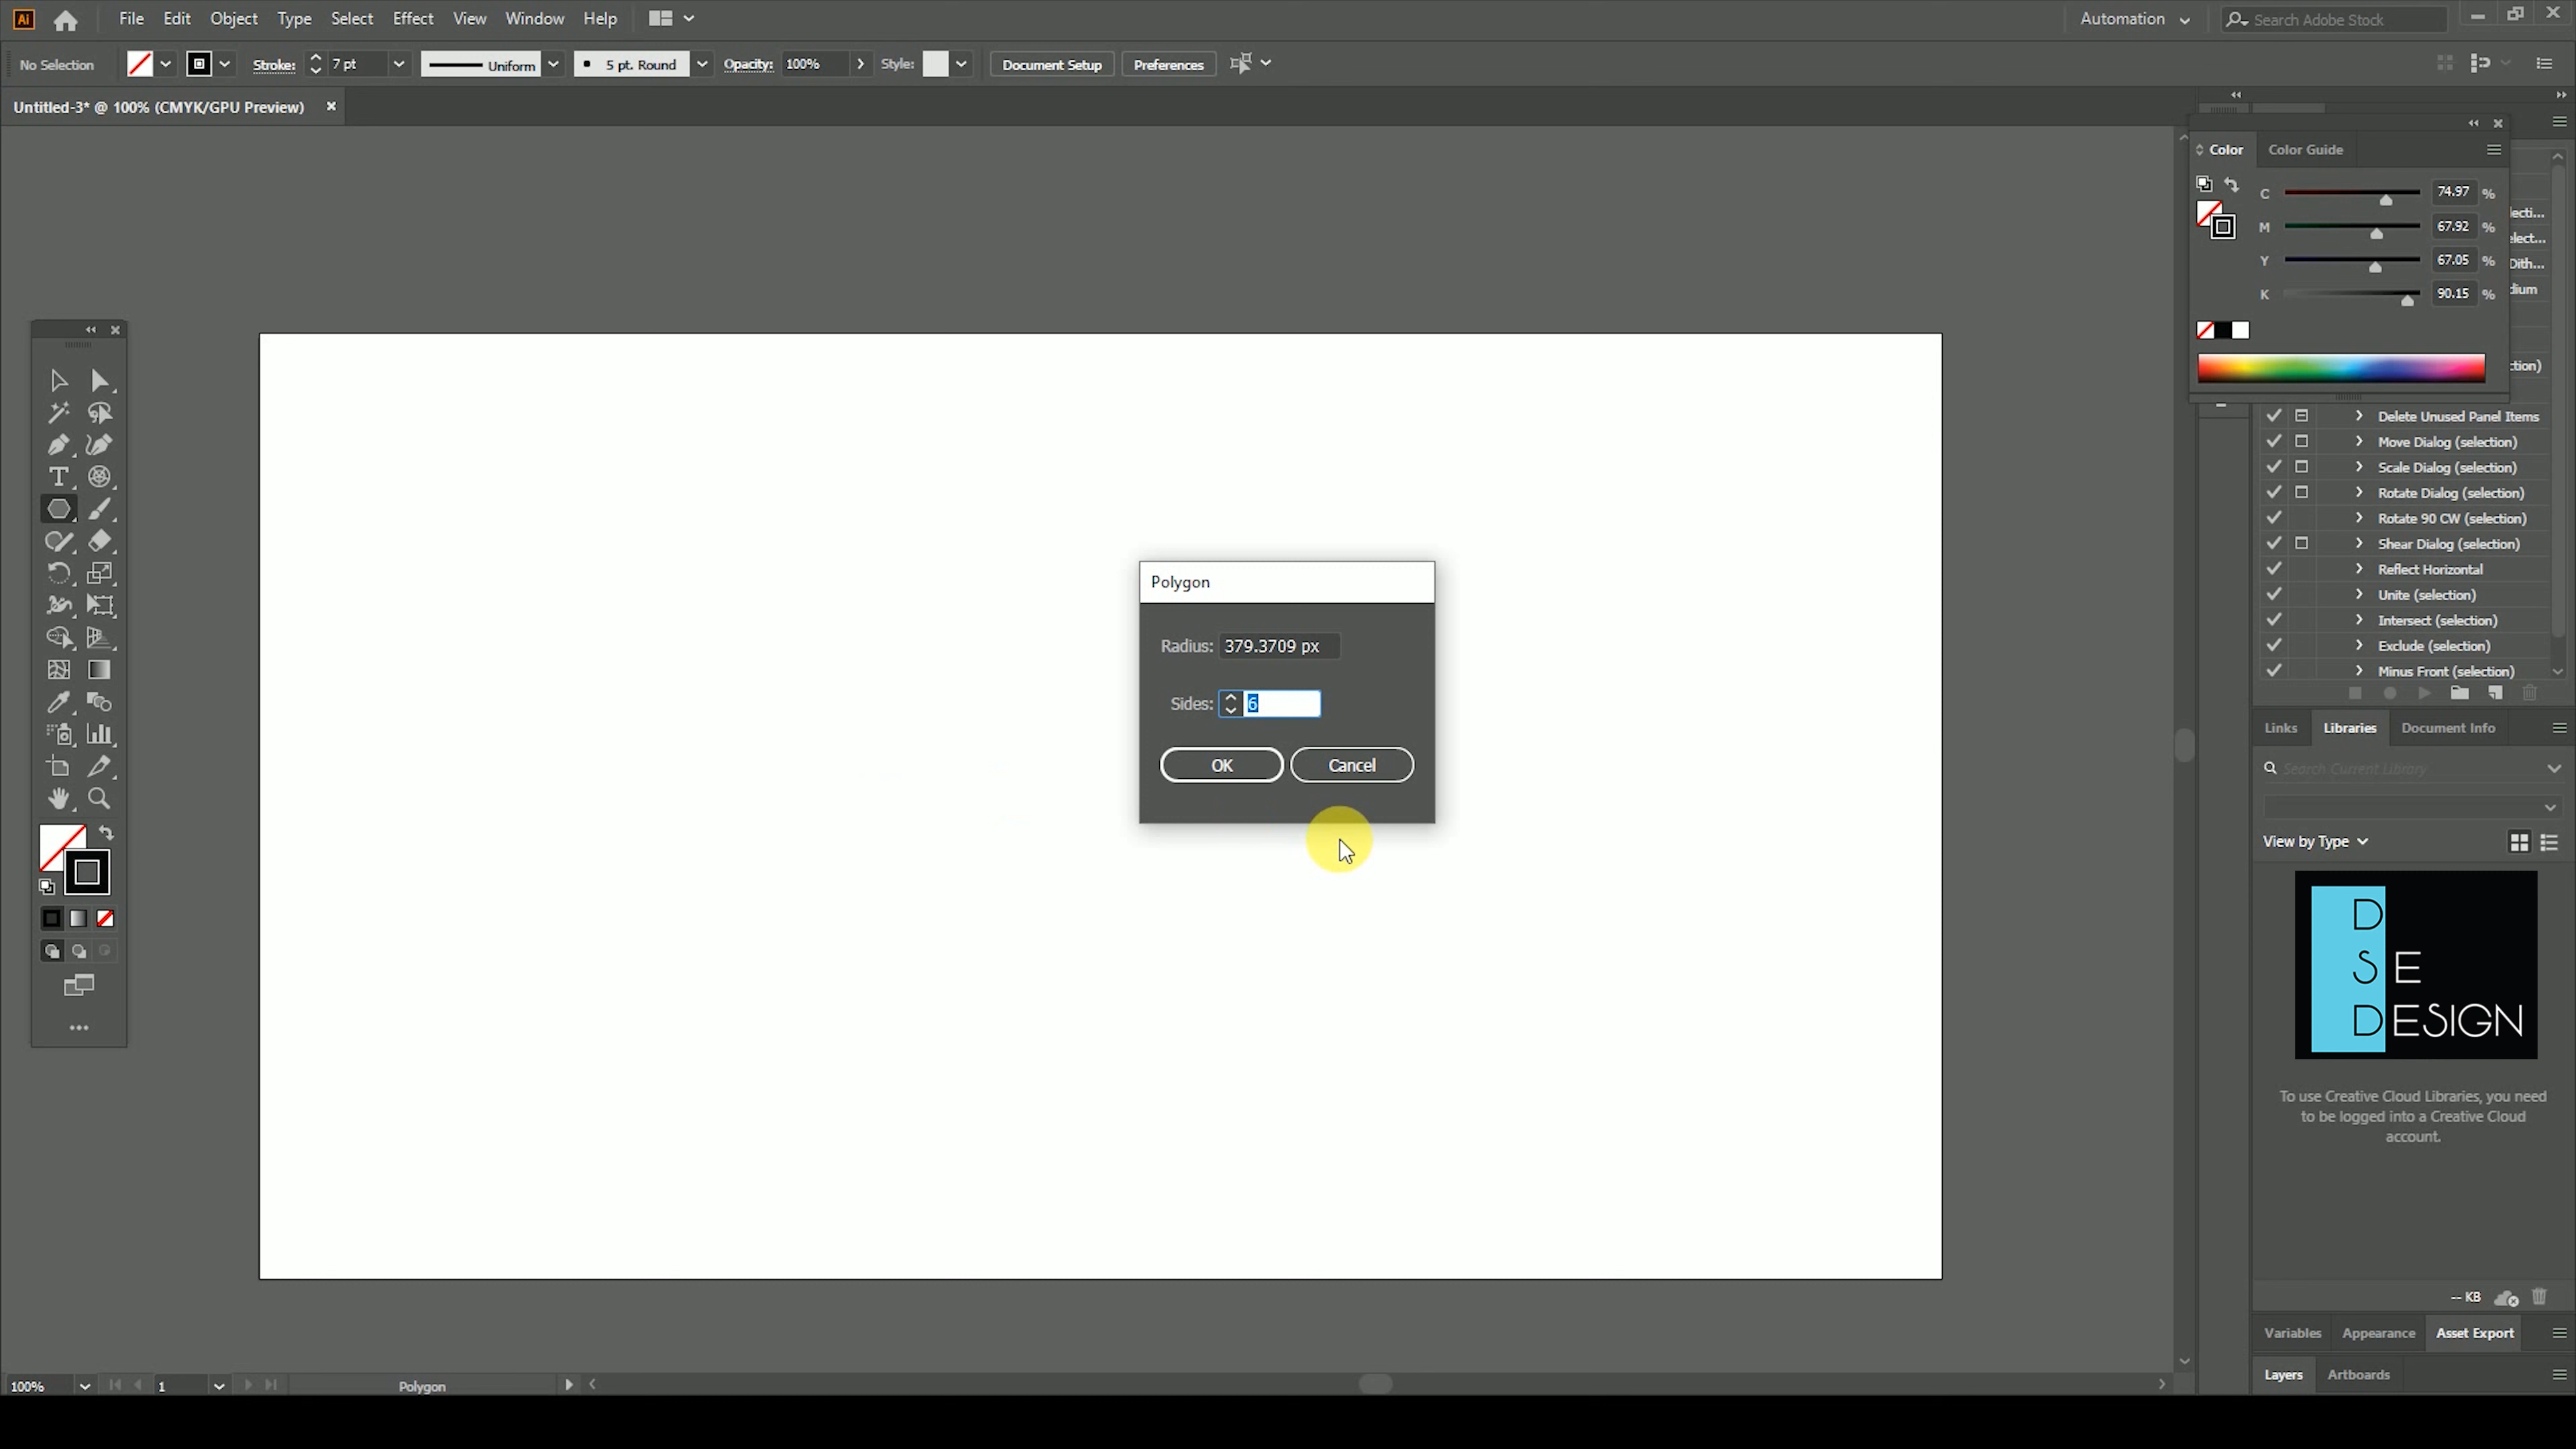 Ai File Edit Object Type Select Effect View Window Help Automation Search Adobe Stock
No Selection Stroke: 7 pt Uniform 5 pt. Round Opacity: 100% Style: Document Setup Preferences
Untitled-3* @ 100% (CMYK/GPU Preview)
Color Color Guide
C 74.97 %
M 67.92 %
Y 67.05 %
K 90.15 %
Delete Unused Panel Items
Move Dialog (selection)
Scale Dialog (selection)
Rotate Dialog (selection)
Rotate 90 CW (selection)
Shear Dialog (selection)
Reflect Horizontal
Unite (selection)
Intersect (selection)
Exclude (selection)
Minus Front (selection)
Polygon
Radius: 379.3709 px
Sides: 6
OK Cancel
Links Libraries Document Info
Search Current Library
View by Type
D
S E
DESIGN
To use Creative Cloud Libraries, you need
to be logged into a Creative Cloud
account.
-- KB
Variables Appearance Asset Export
Layers Artboards
100% 1 Polygon